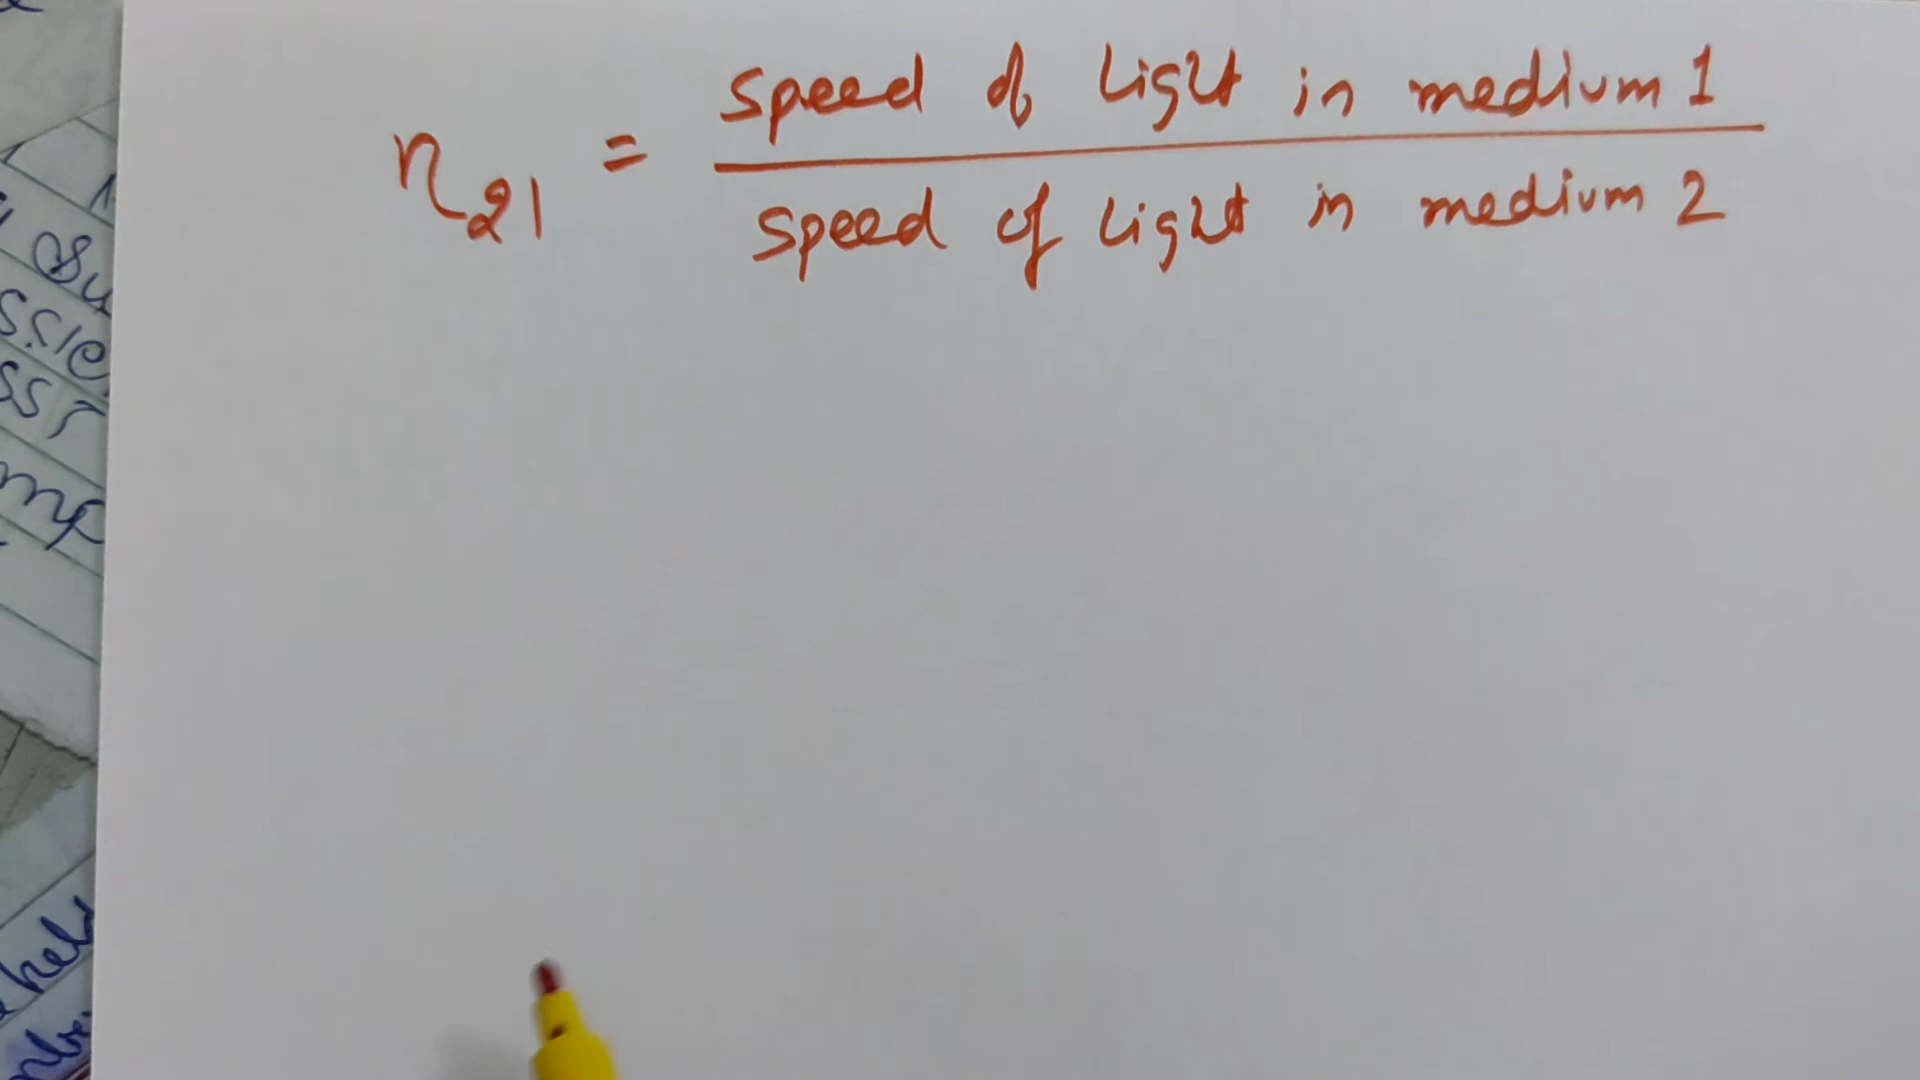 n21 = speed of light in medium 1
speed of light in medium 2